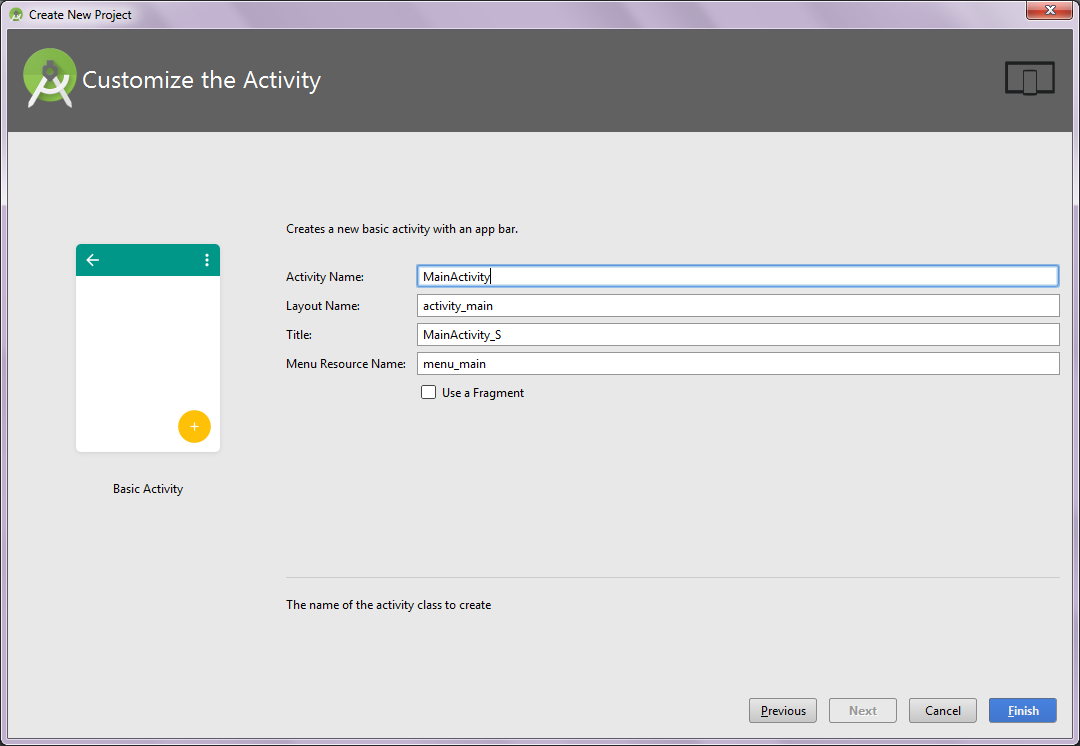 Create New Project
Customize the Activity
Creates a new basic activity with an app bar.
Activity Name: MainActivity
Layout Name: activity_main
Title: MainActivity_S
Menu Resource Name: menu_main
Use a Fragment
Basic Activity
The name of the activity class to create
Previous Next Cancel Finish